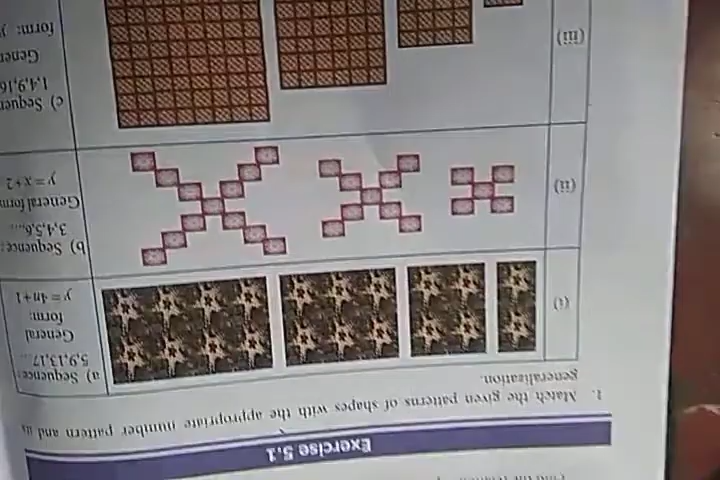 Exercise 5.1
1. Match the given patterns of shapes with the appropriate number pattern and its
generalization.
(i)
a) Sequence:
5,9,13,17...
General
form:
y = 4n+1
(ii)
b) Sequence:
3,4,5,6,...
General form
y = x+2
(iii)
c) Sequen
1,4,9,16
Gener
form: y